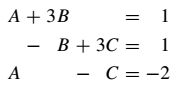 A + 3B = 1
− B + 3C = 1
A − C = −2